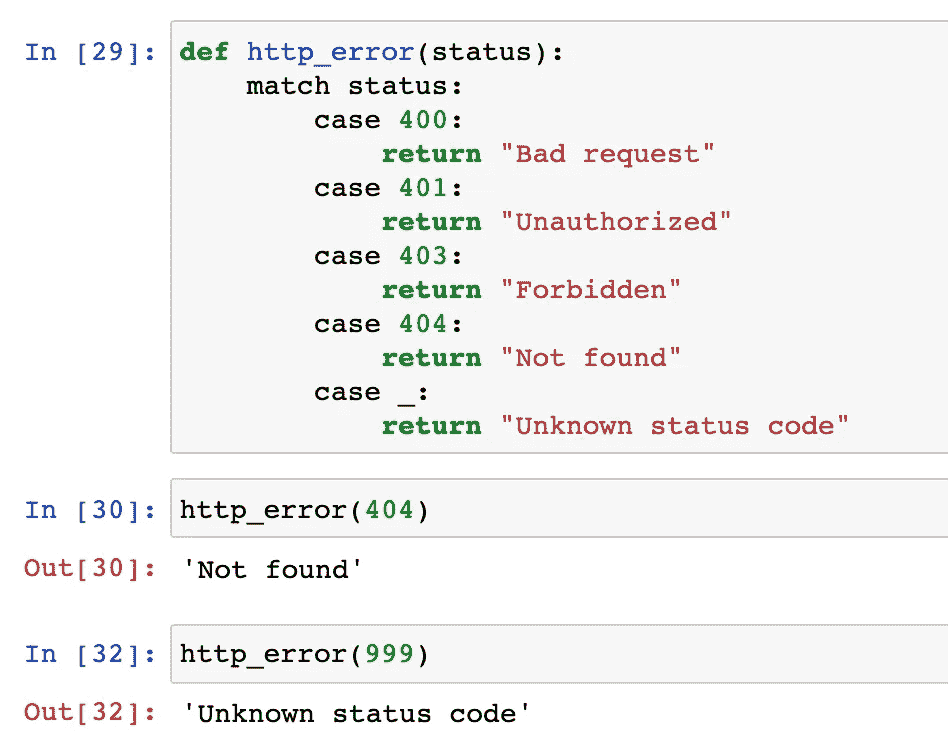 In [29]: def http_error(status):
    match status:
        case 400:
            return "Bad request"
        case 401:
            return "Unauthorized"
        case 403:
            return "Forbidden"
        case 404:
            return "Not found"
        case _:
            return "Unknown status code"
In [30]: http_error(404)
Out[30]: 'Not found'
In [32]: http_error(999)
Out[32]: 'Unknown status code'